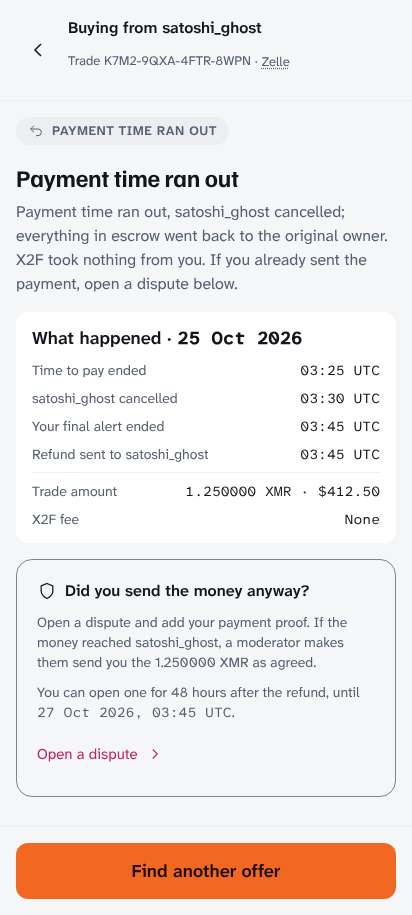 Buying from satoshi_ghost
Trade K7M2-9QXA-4FTR-8WPN · Zelle
PAYMENT TIME RAN OUT
Payment time ran out
Payment time ran out, satoshi_ghost cancelled;
everything in escrow went back to the original owner.
X2F took nothing from you. If you already sent the
payment, open a dispute below.
What happened · 25 Oct 2026
Time to pay ended 03:25 UTC
satoshi_ghost cancelled 03:30 UTC
Your final alert ended 03:45 UTC
Refund sent to satoshi_ghost 03:45 UTC
Trade amount 1.250000 XMR · $412.50
X2F fee None
Did you send the money anyway?
Open a dispute and add your payment proof. If the
money reached satoshi_ghost, a moderator makes
them send you the 1.250000 XMR as agreed.
You can open one for 48 hours after the refund, until
27 Oct 2026, 03:45 UTC.
Open a dispute
Find another offer